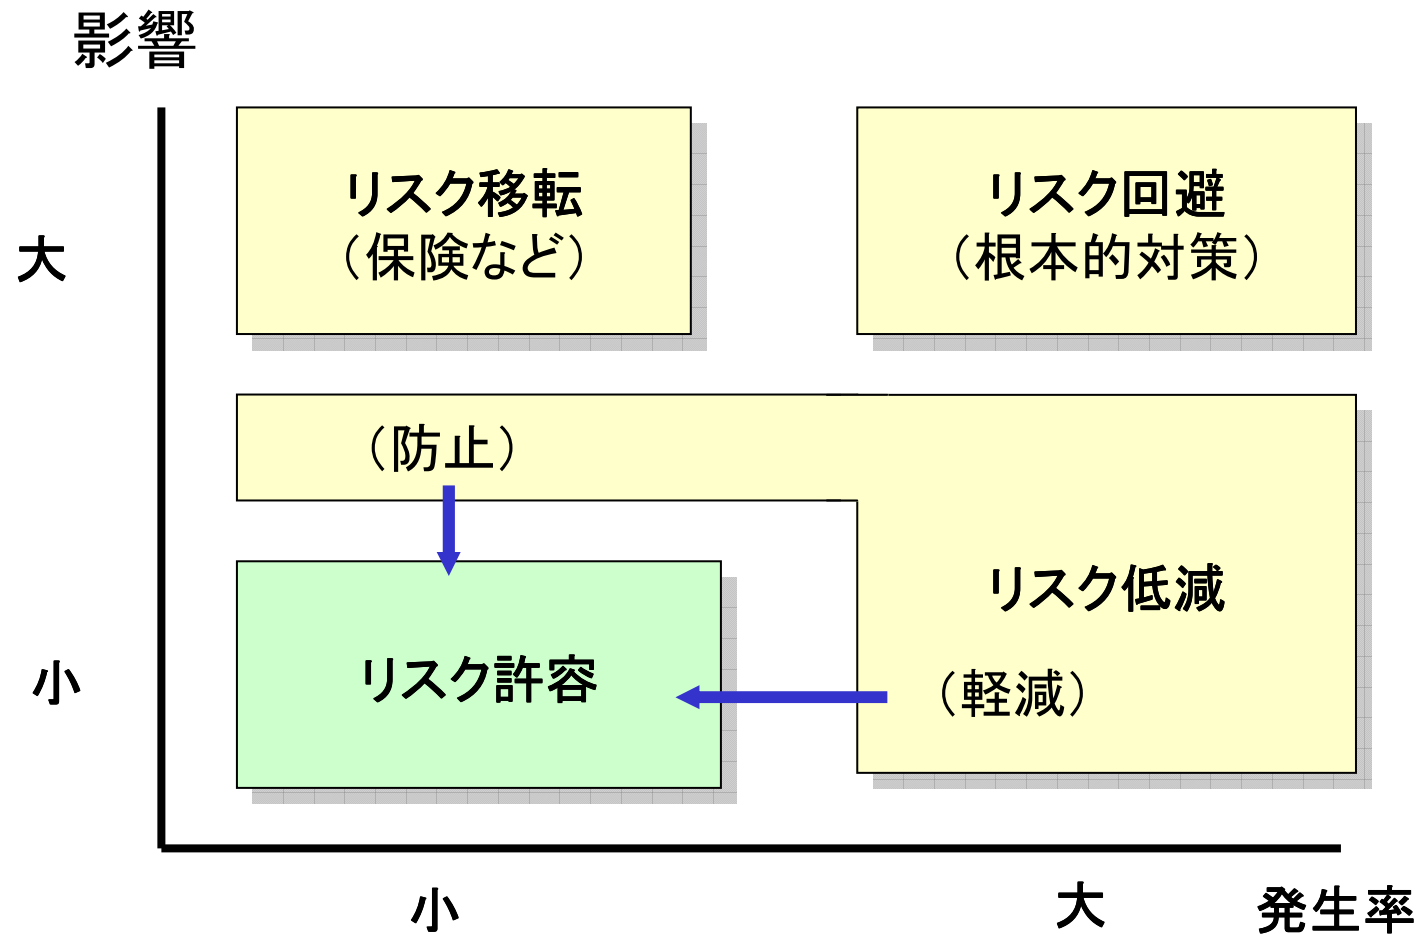 影響
大
リスク移転
（保険など）
リスク回避
（根本的対策）
（防止）
リスク低減
小
リスク許容
（軽減）
小
大
発生率